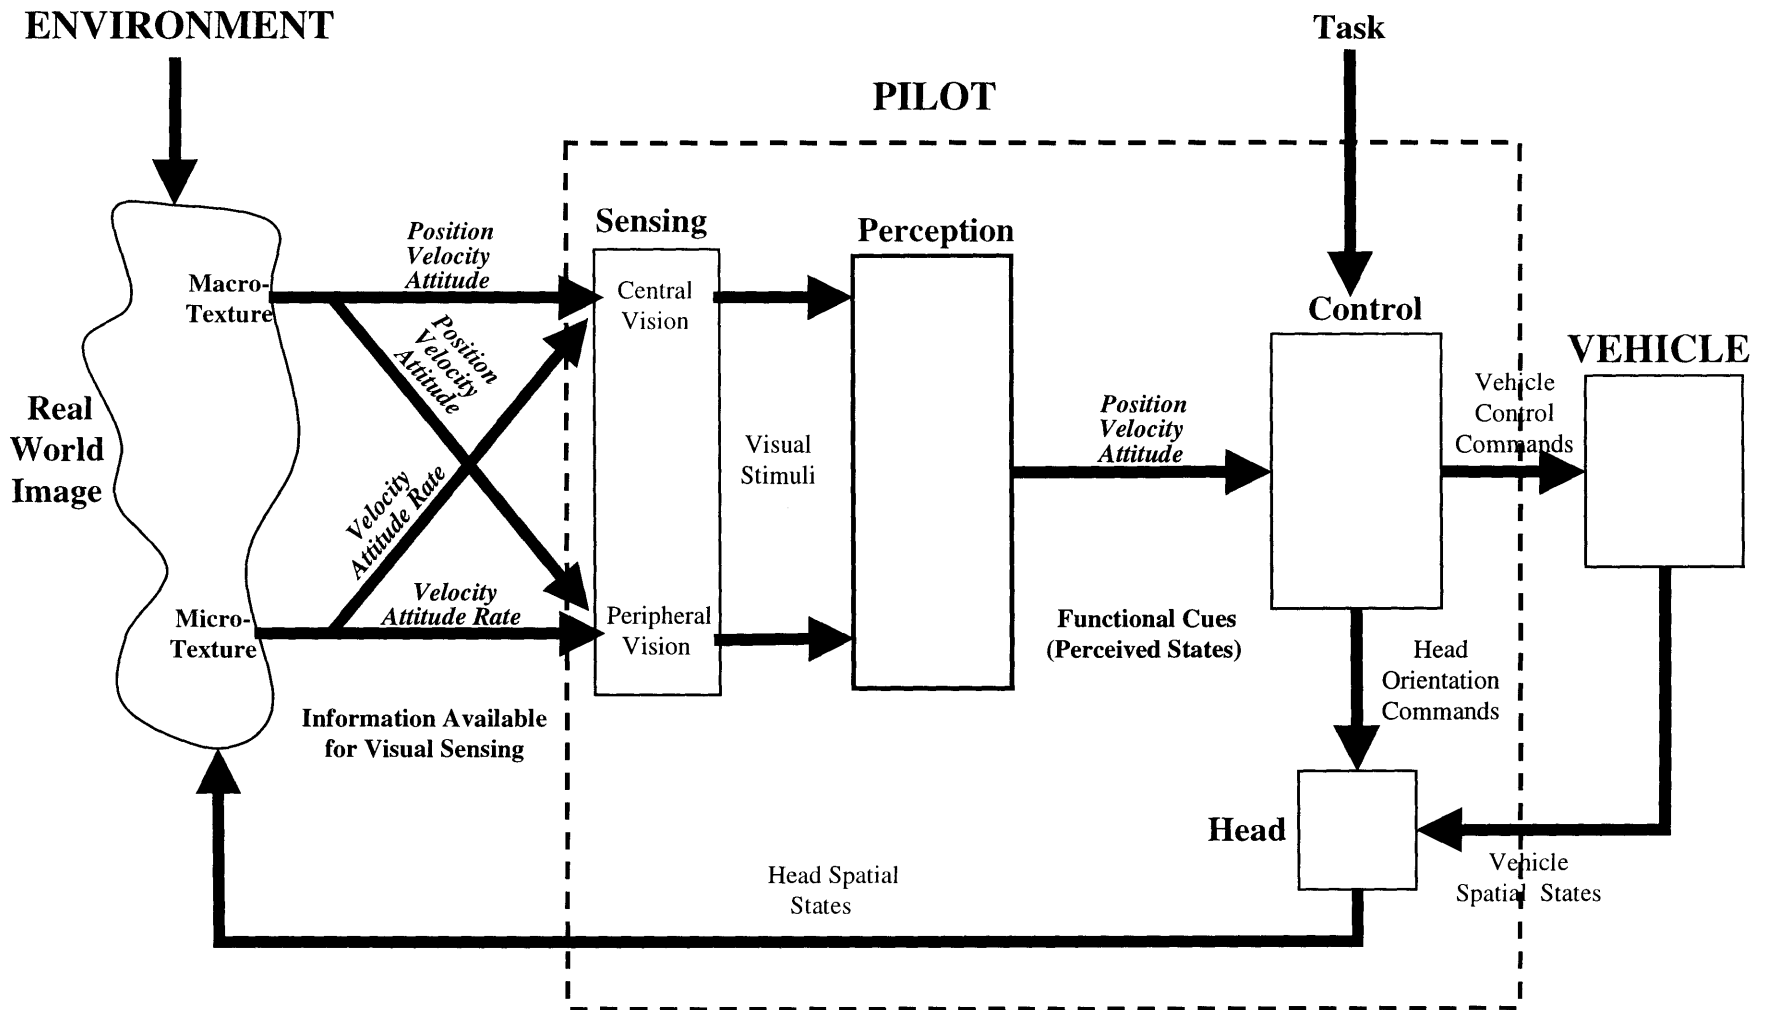 ENVIRONMENT
Task
PILOT
Sensing
Perception
Position
Velocity
Attitude
Macro-
Texture
Central
Vision
Control
Position
Velocity
Attitude
VEHICLE
Vehicle
Control
Commands
Real
World
Image
Position
Velocity
Attitude
Visual
Stimuli
Velocity
Attitude Rate
Velocity
Attitude Rate
Micro-
Texture
Peripheral
Vision
Functional Cues
(Perceived States)
Head
Orientation
Commands
Information Available
for Visual Sensing
Head
Vehicle
Spatial States
Head Spatial
States